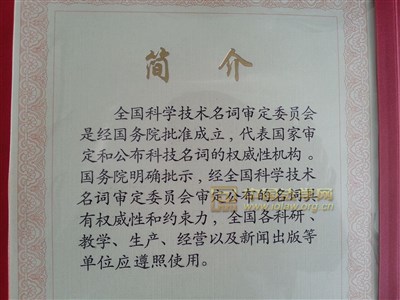 简 介
全国科学技术名词审定委员会
是经国务院批准成立，代表国家审
定和公布科技名词的权威性机构。
国务院明确批示，经全国科学技术
名词审定委员会审定公布的名词具
有权威性和约束力，全国各科研、
教学、生产、经营以及新闻出版等
单位应遵照使用。